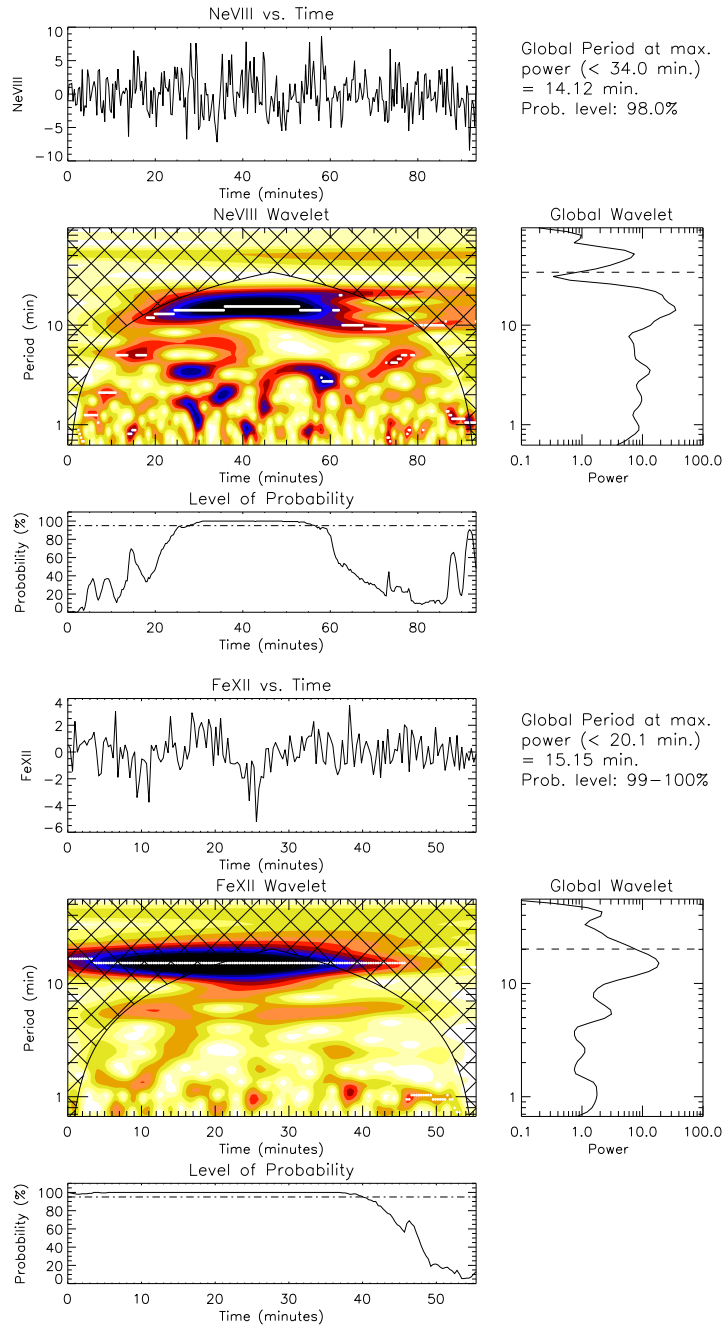 NeVIII vs. Time
10
5
0
−5
−10
NeVIII
0 20 40 60 80
Time (minutes)
Global Period at max.
power (< 34.0 min.)
= 14.12 min.
Prob. level: 98.0%
NeVIII Wavelet
Period (min)
10
1
0 20 40 60 80
Time (minutes)
Global Wavelet
10
1
0.1 1.0 10.0 100.0
Power
Level of Probability
Probability (%)
100
80
60
40
20
0
0 20 40 60 80
Time (minutes)
FeXII vs. Time
4
2
0
−2
−4
−6
FeXII
0 10 20 30 40 50
Time (minutes)
Global Period at max.
power (< 20.1 min.)
= 15.15 min.
Prob. level: 99−100%
FeXII Wavelet
Period (min)
10
1
0 10 20 30 40 50
Time (minutes)
Global Wavelet
10
1
0.1 1.0 10.0 100.0
Power
Level of Probability
Probability (%)
100
80
60
40
20
0
0 10 20 30 40 50
Time (minutes)